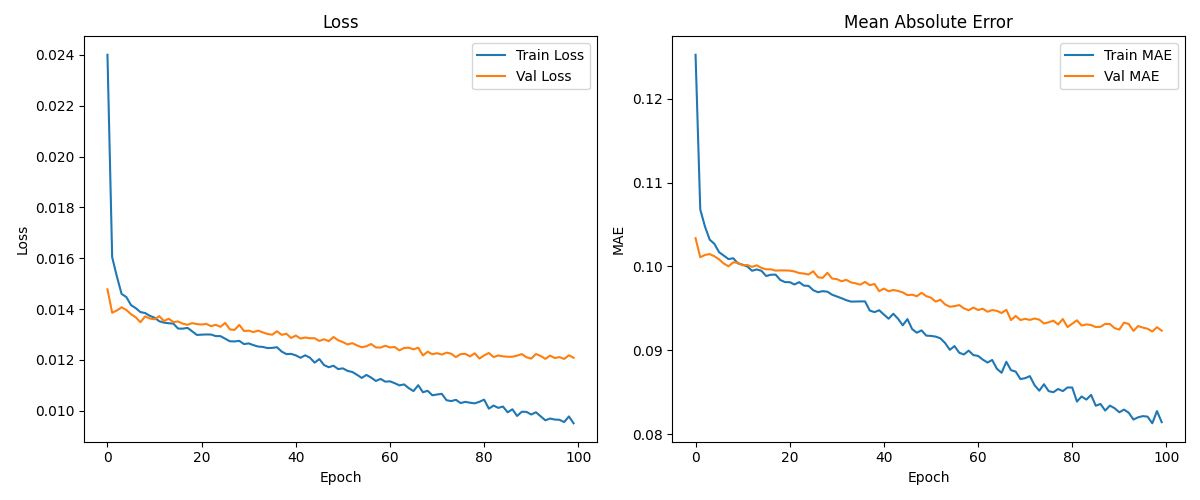 Loss
Train Loss
Val Loss
0.024
0.022
0.020
0.018
0.016
0.014
0.012
0.010
Loss
0 20 40 60 80 100
Epoch
Mean Absolute Error
Train MAE
Val MAE
0.12
0.11
0.10
0.09
0.08
MAE
0 20 40 60 80 100
Epoch